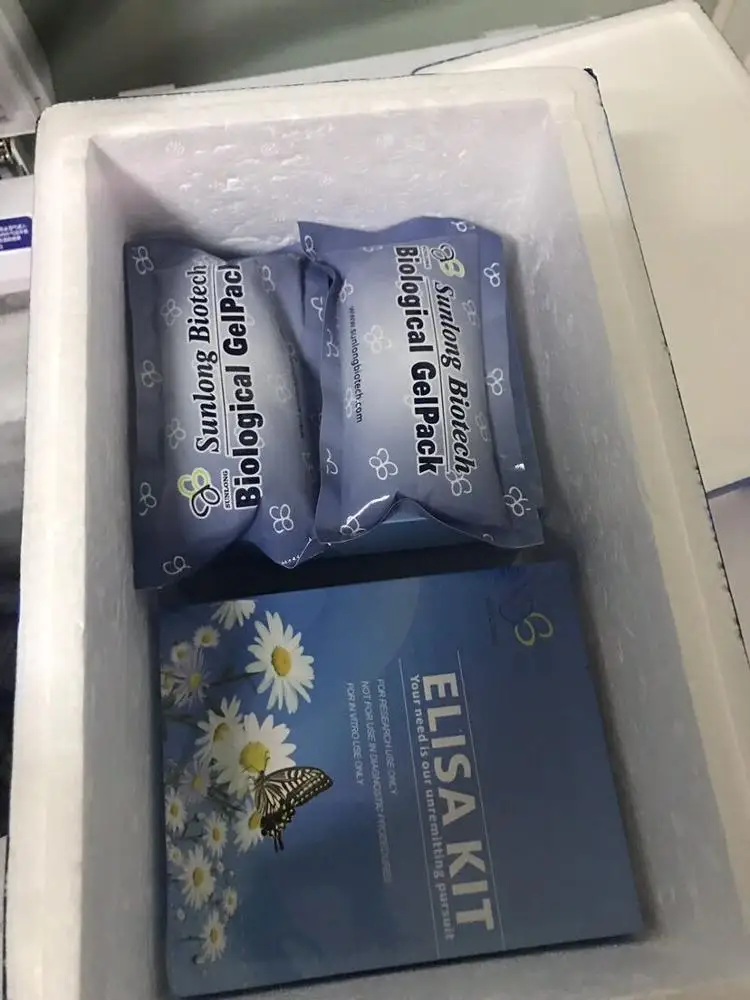 Sunlong Biotech
Biological GelPack
SUNLONG
Sunlong Biotech
Biological GelPack
www.sunlongbiotech.com
ELISA KIT
Your need is our unremitting pursuit
FOR RESEARCH USE ONLY
NOT FOR USE IN DIAGNOSTIC PROCEDURES
FOR IN VITRO USE ONLY